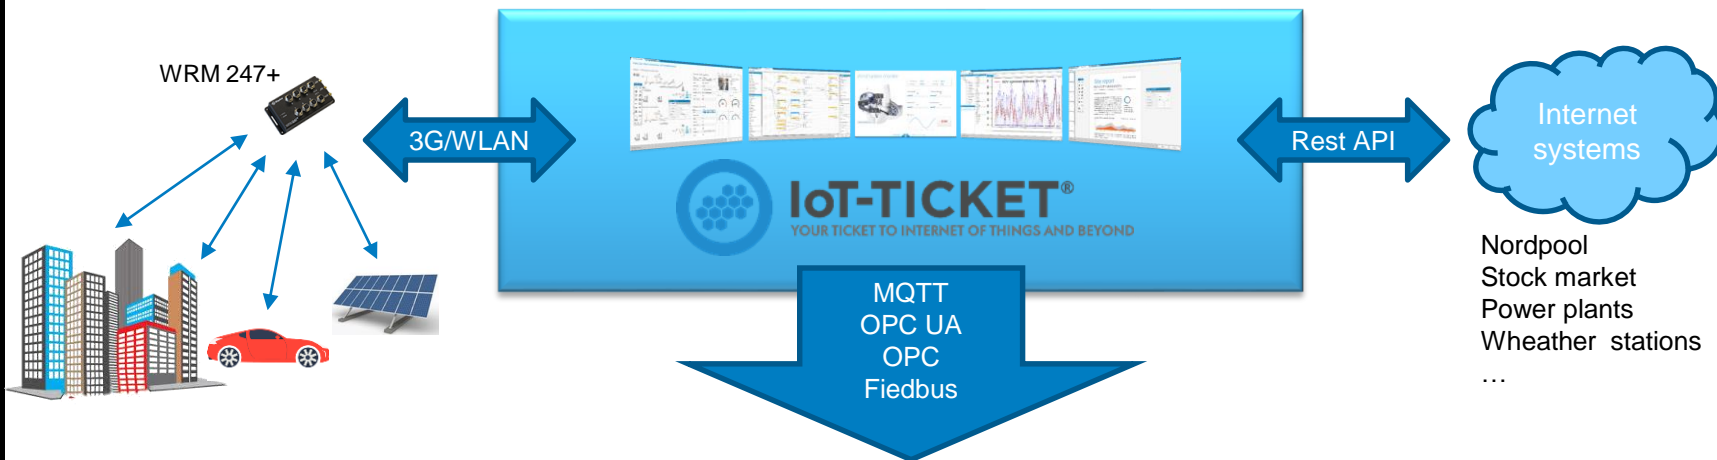 WRM 247+
3G/WLAN
IoT-TICKET®
YOUR TICKET TO INTERNET OF THINGS AND BEYOND
Rest API
Internet
systems
Nordpool
Stock market
Power plants
Wheather stations
…
MQTT
OPC UA
OPC
Fiedbus